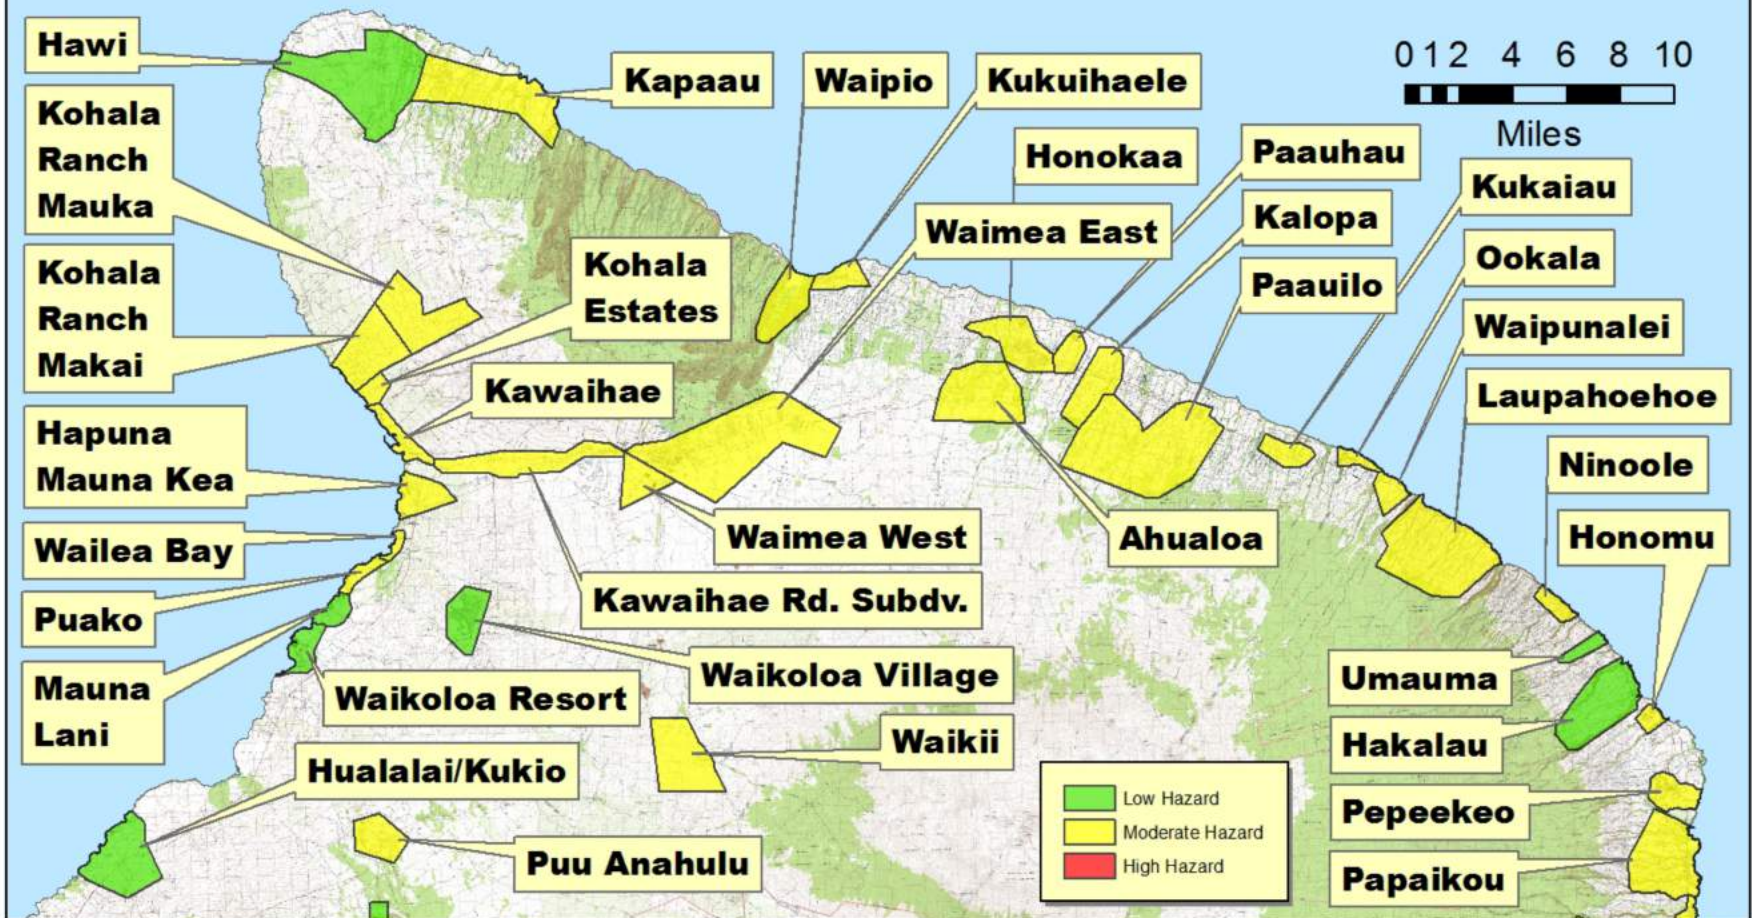 Hawi
Kapaau
Waipio
Kukuihaele
0 1 2 4 6 8 10
Miles
Kohala
Ranch
Mauka
Honokaa
Paauhau
Kukaiau
Waimea East
Kalopa
Kohala
Estates
Ookala
Kohala
Ranch
Makai
Paauilo
Waipunalei
Kawaihae
Laupahoehoe
Hapuna
Mauna Kea
Ninoole
Wailea Bay
Waimea West
Ahualoa
Honomu
Puako
Kawaihae Rd. Subdv.
Mauna
Lani
Waikoloa Resort
Waikoloa Village
Umauma
Waikii
Hakalau
Hualalai/Kukio
Low Hazard
Moderate Hazard
High Hazard
Pepeekeo
Puu Anahulu
Papaikou